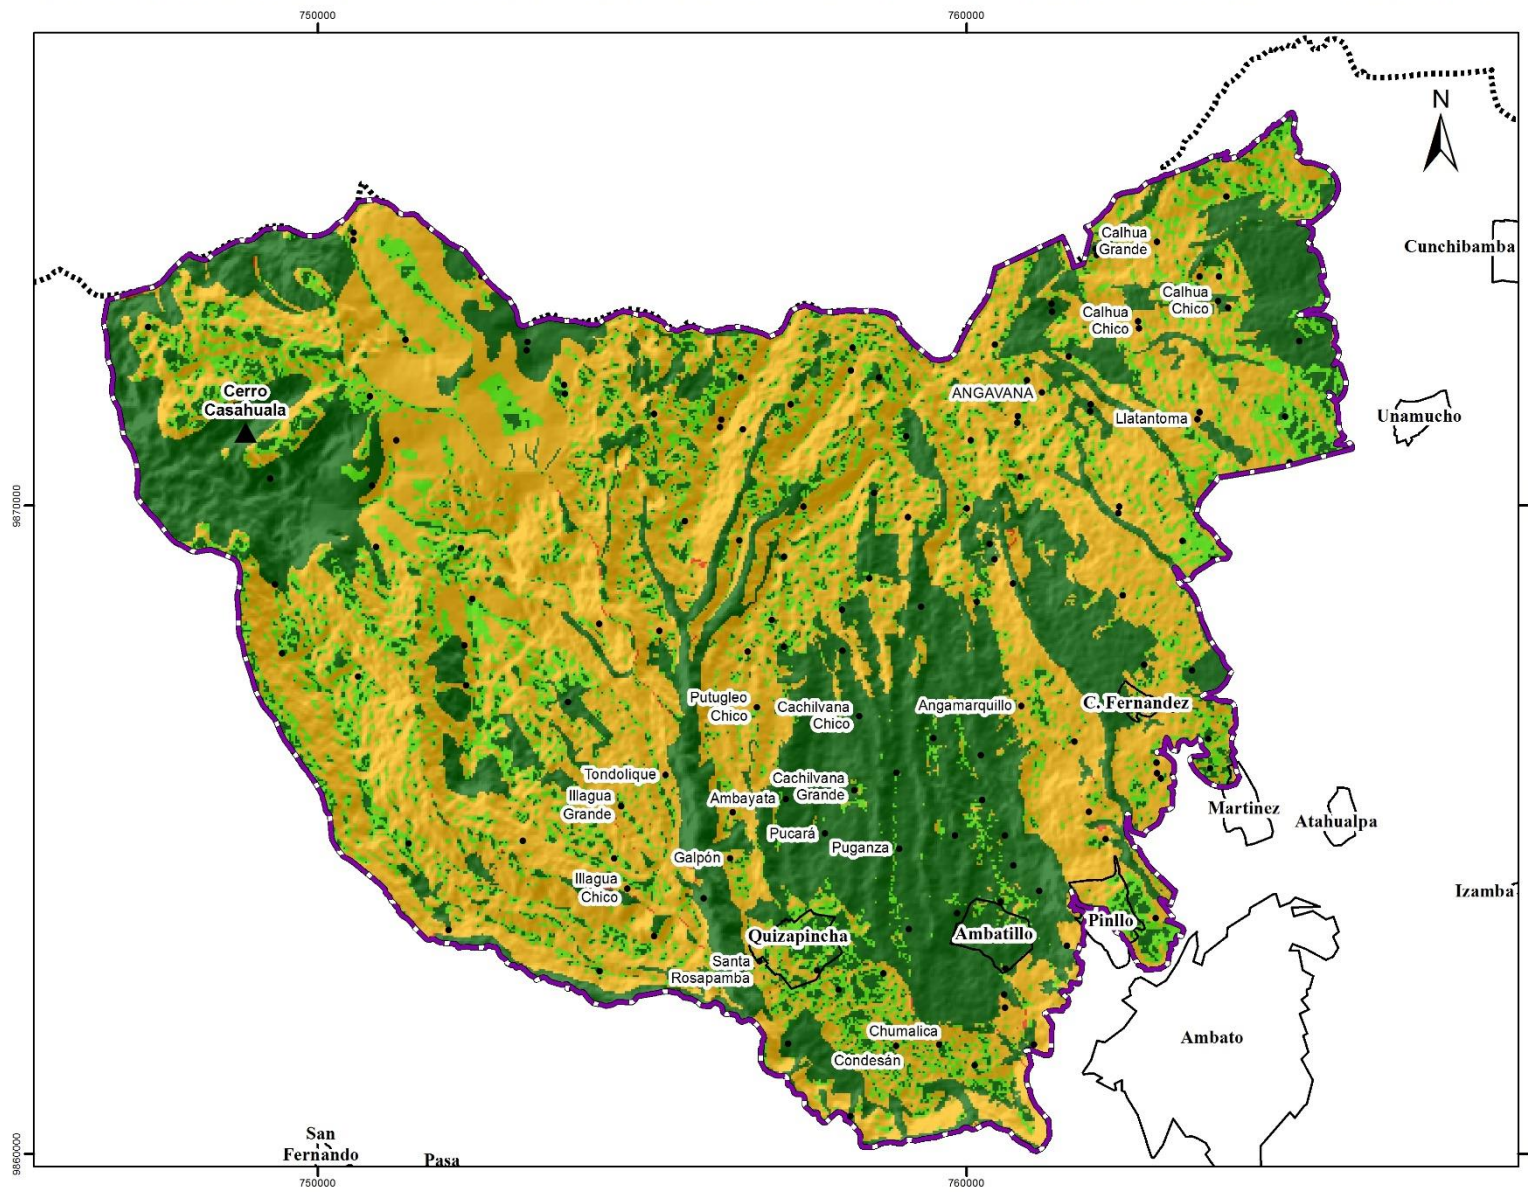 750000
760000
N
Calhua
Grande
Cunchibamba
Calhua
Chico
Calhua
Chico
Cerro
Casahuala
ANGAVANA
Llatantoma
Unamucho
9870000
Putugleo
Chico
Cachilvana
Chico
Angamarquillo
C. Fernandez
Tondolique
Illagua
Grande
Ambayata
Cachilvana
Grande
Martinez
Atahualpa
Pucará
Puganza
Galpón
Illagua
Chico
Izamba
Quizapincha
Ambatillo
Pinllo
Santa
Rosapamba
Chumalica
Condesán
Ambato
San
Fernando
Pasa
9860000
750000
760000